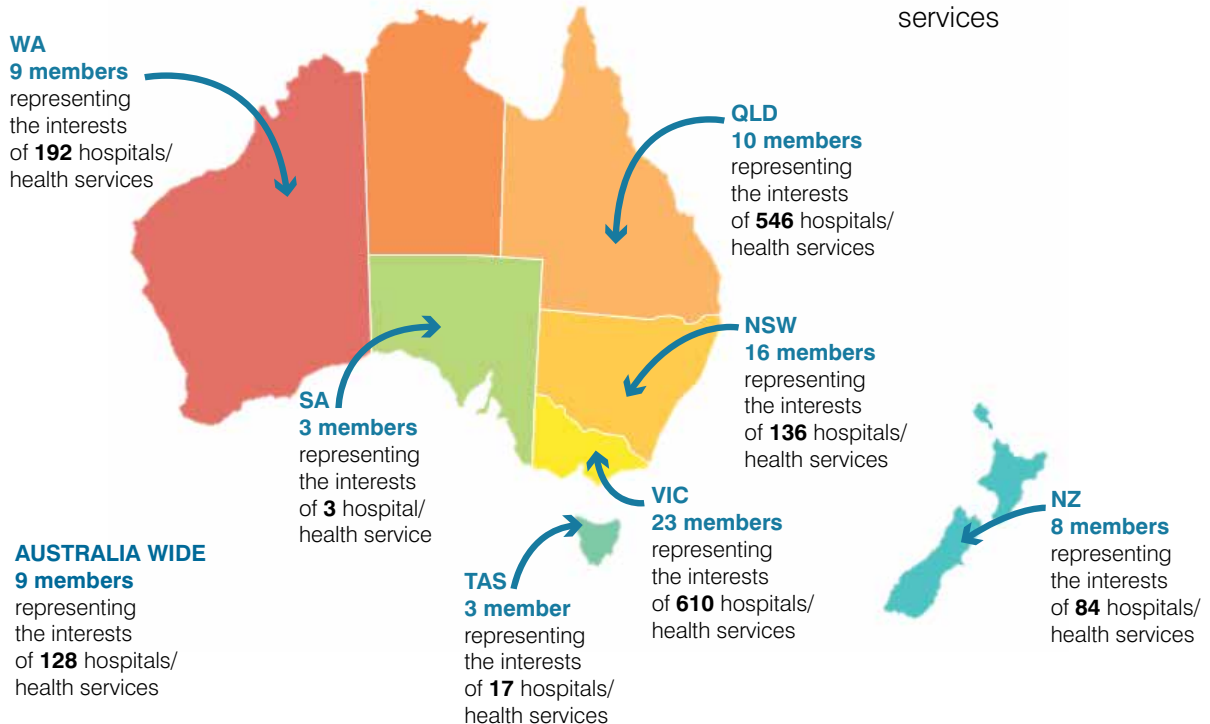 services
WA
9 members
representing
the interests
of 192 hospitals/
health services
QLD
10 members
representing
the interests
of 546 hospitals/
health services
NSW
16 members
representing
the interests
of 136 hospitals/
health services
SA
3 members
representing
the interests
of 3 hospital/
health service
VIC
23 members
representing
the interests
of 610 hospitals/
health services
NZ
8 members
representing
the interests
of 84 hospitals/
health services
AUSTRALIA WIDE
9 members
representing
the interests
of 128 hospitals/
health services
TAS
3 member
representing
the interests
of 17 hospitals/
health services